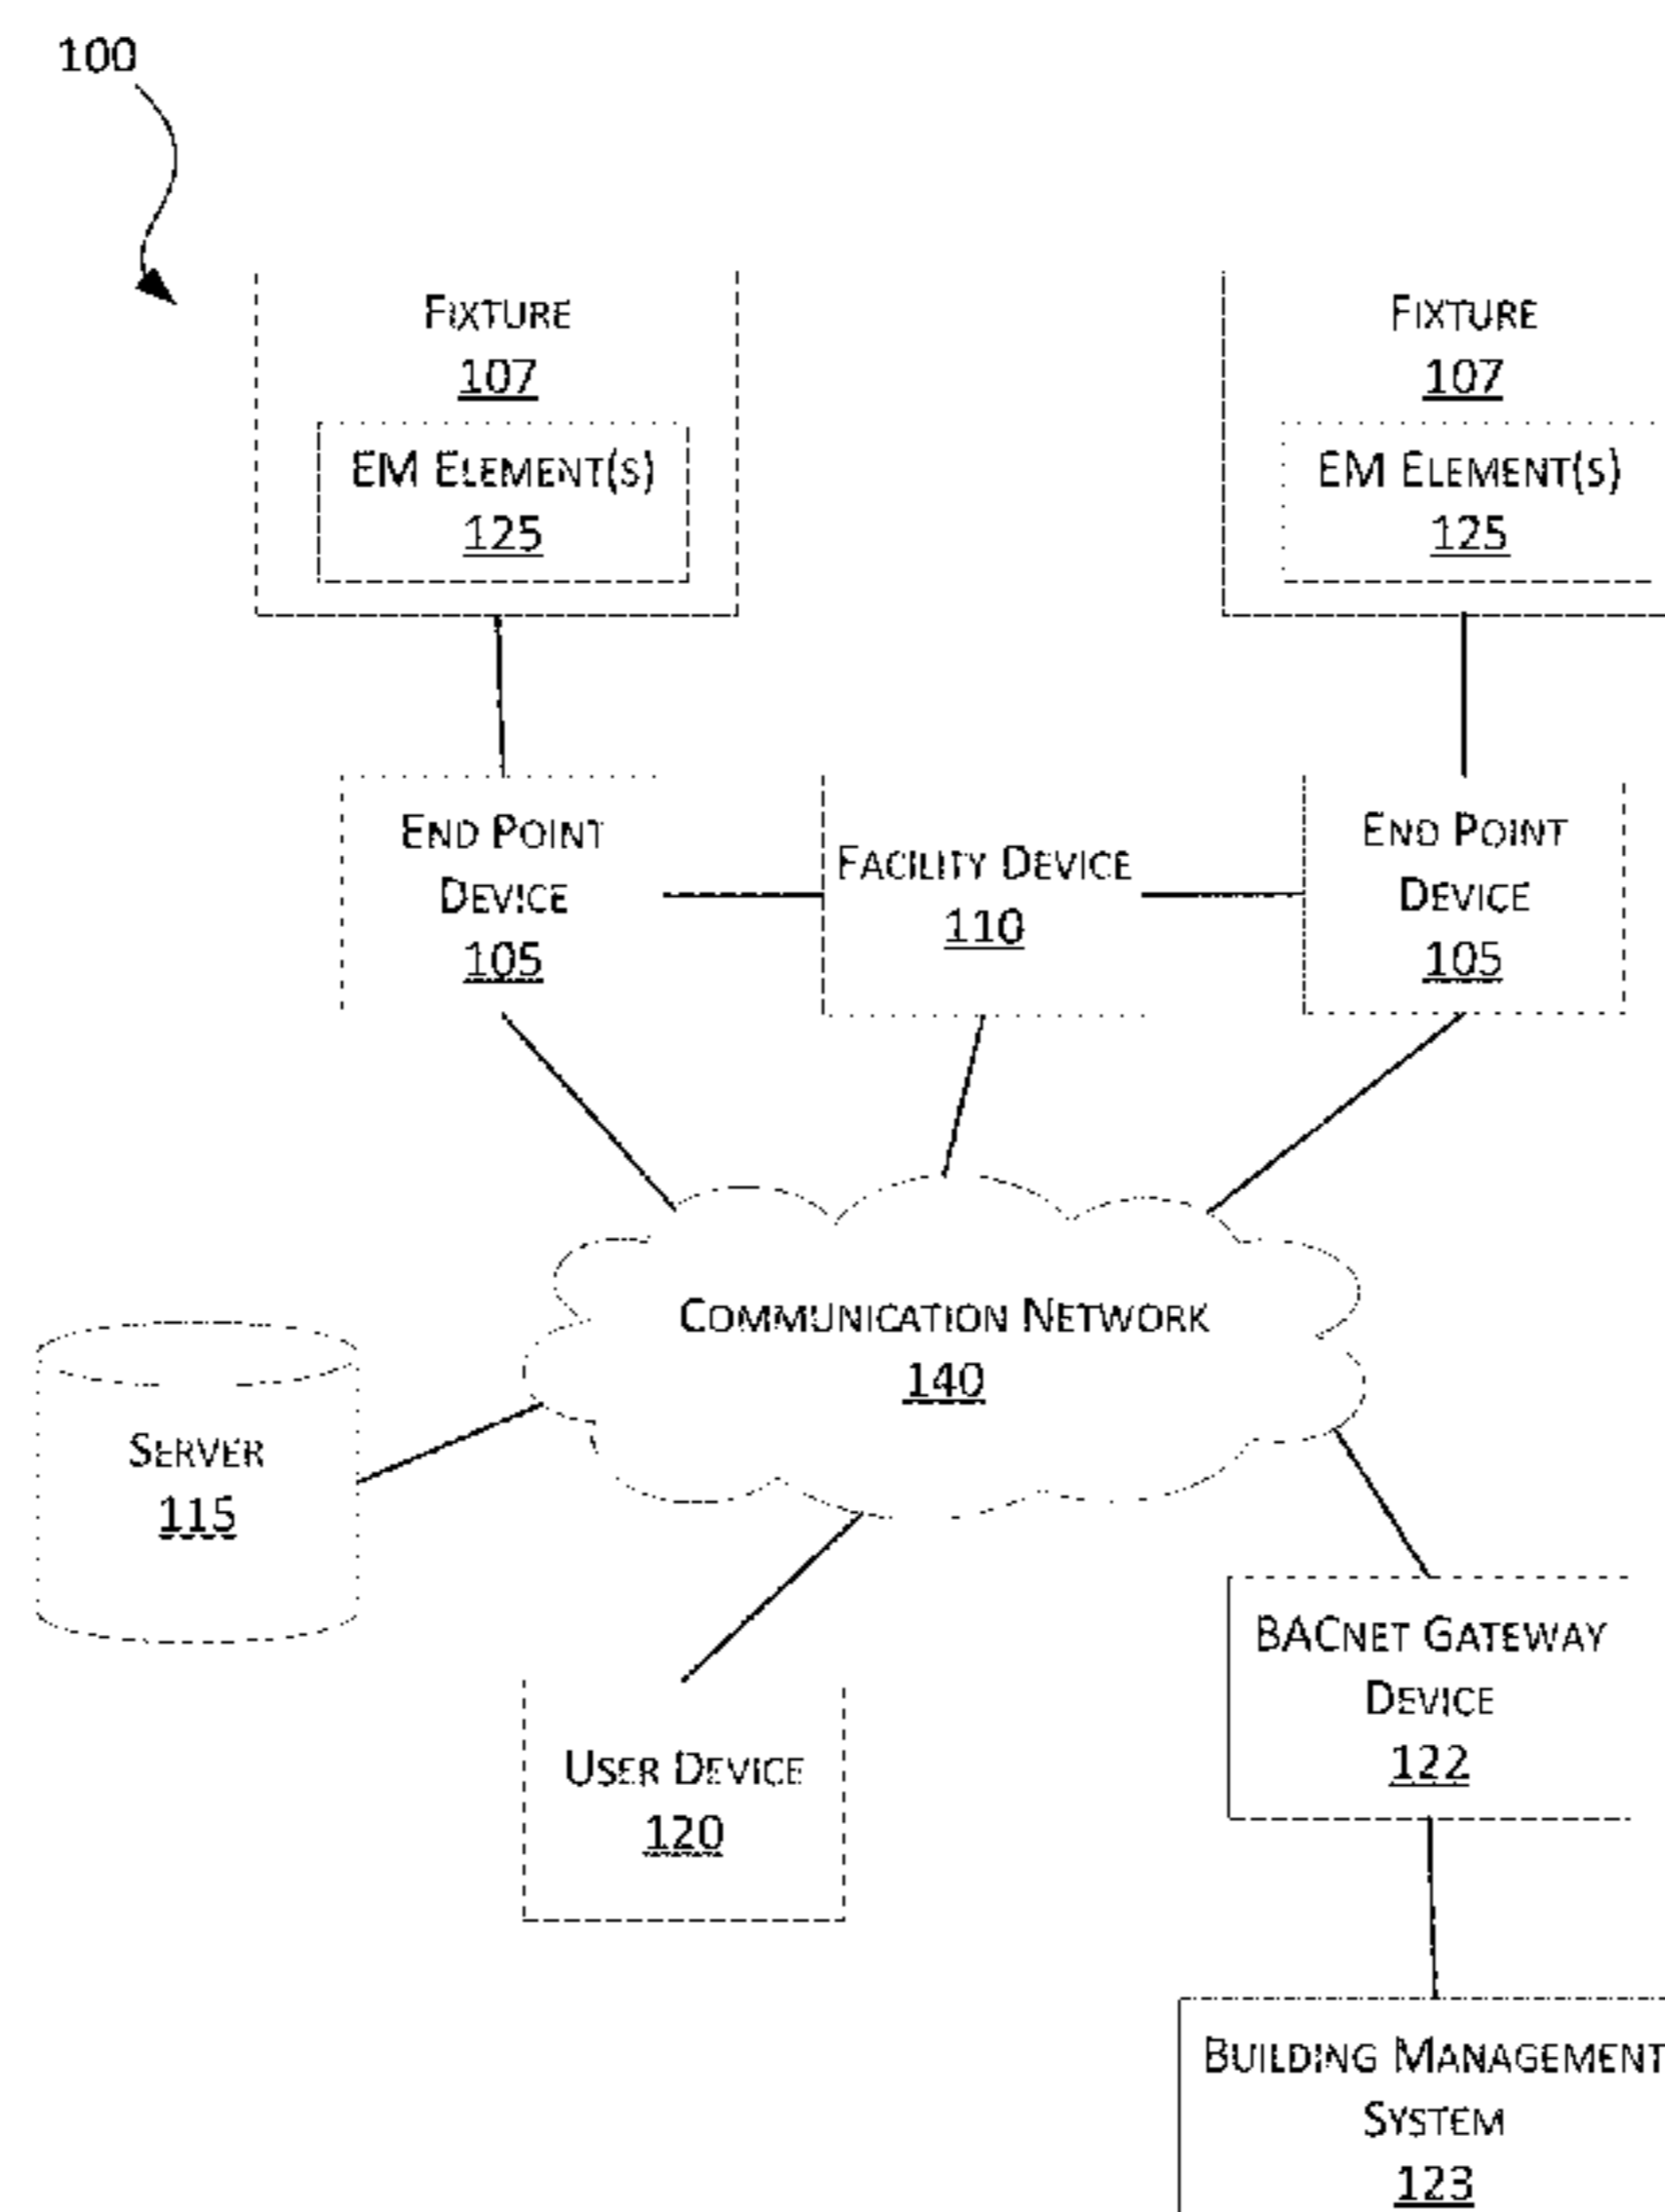 100
FIXTURE
107
EM ELEMENT(S)
125
FIXTURE
107
EM ELEMENT(S)
125
END POINT
DEVICE
105
FACILITY DEVICE
110
END POINT
DEVICE
105
COMMUNICATION NETWORK
140
SERVER
115
USER DEVICE
120
BACNET GATEWAY
DEVICE
122
BUILDING MANAGEMENT
SYSTEM
123